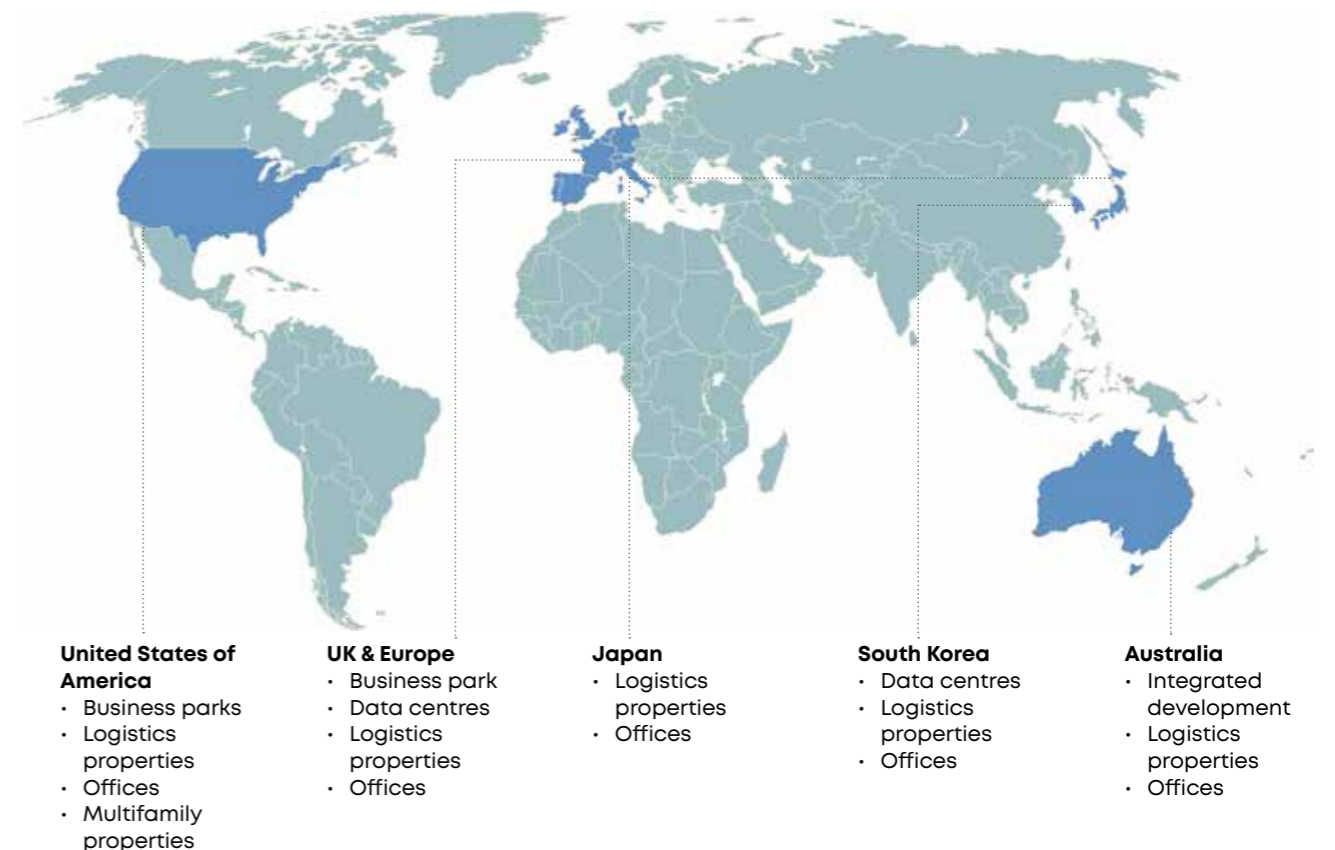 United States of
America
• Business parks
• Logistics
properties
• Offices
• Multifamily
properties
UK & Europe
• Business park
• Data centres
• Logistics
properties
• Offices
Japan
• Logistics
properties
• Offices
South Korea
• Data centres
• Logistics
properties
• Offices
Australia
• Integrated
development
• Logistics
properties
• Offices